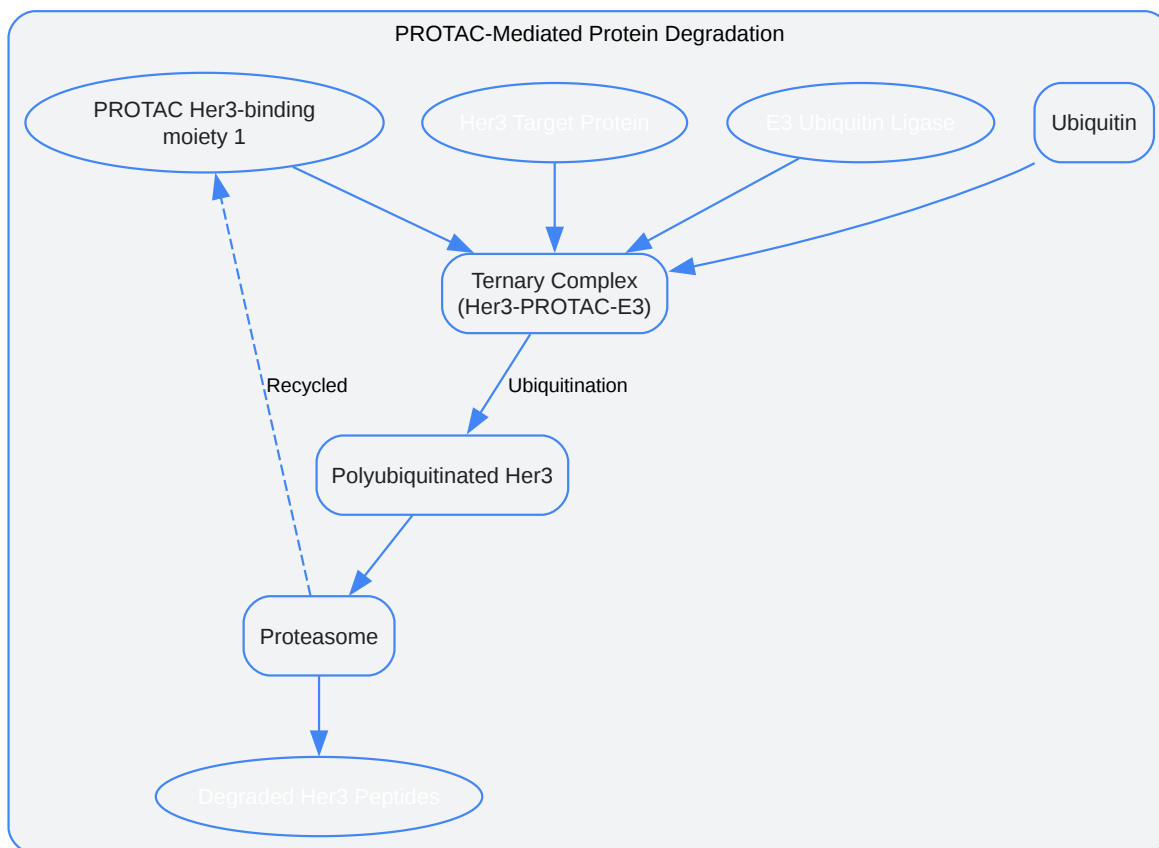 PROTAC-Mediated Protein Degradation
PROTAC Her3-binding
moiety 1
Her3 Target Protein
E3 Ubiquitin Ligase
Ubiquitin
Ternary Complex
(Her3-PROTAC-E3)
Recycled
Ubiquitination
Polyubiquitinated Her3
Proteasome
Degraded Her3 Peptides